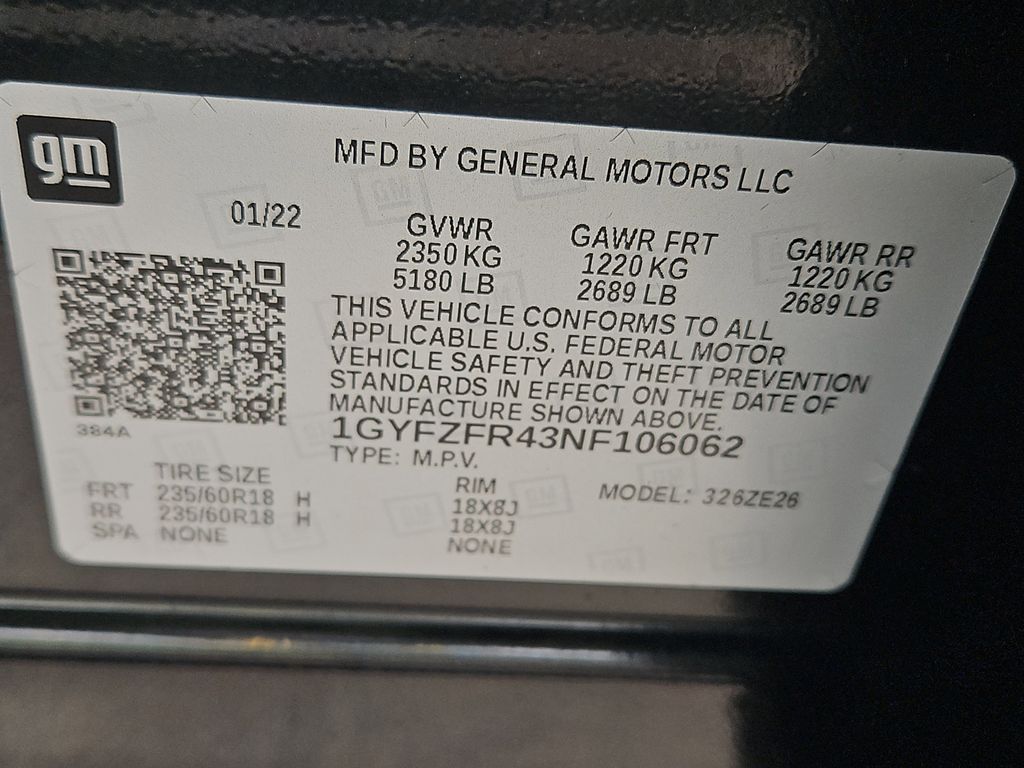 gm
MFD BY GENERAL MOTORS LLC
01/22
GVWR GAWR FRT GAWR RR
2350 KG 1220 KG 1220 KG
5180 LB 2689 LB 2689 LB
THIS VEHICLE CONFORMS TO ALL
APPLICABLE U.S. FEDERAL MOTOR
VEHICLE SAFETY AND THEFT PREVENTION
STANDARDS IN EFFECT ON THE DATE OF
MANUFACTURE SHOWN ABOVE.
384A
1GYFZFR43NF106062
TYPE: M.P.V.
TIRE SIZE RIM MODEL: 326ZE26
FRT 235/60R18 H 18X8J
RR 235/60R18 H 18X8J
SPA NONE NONE